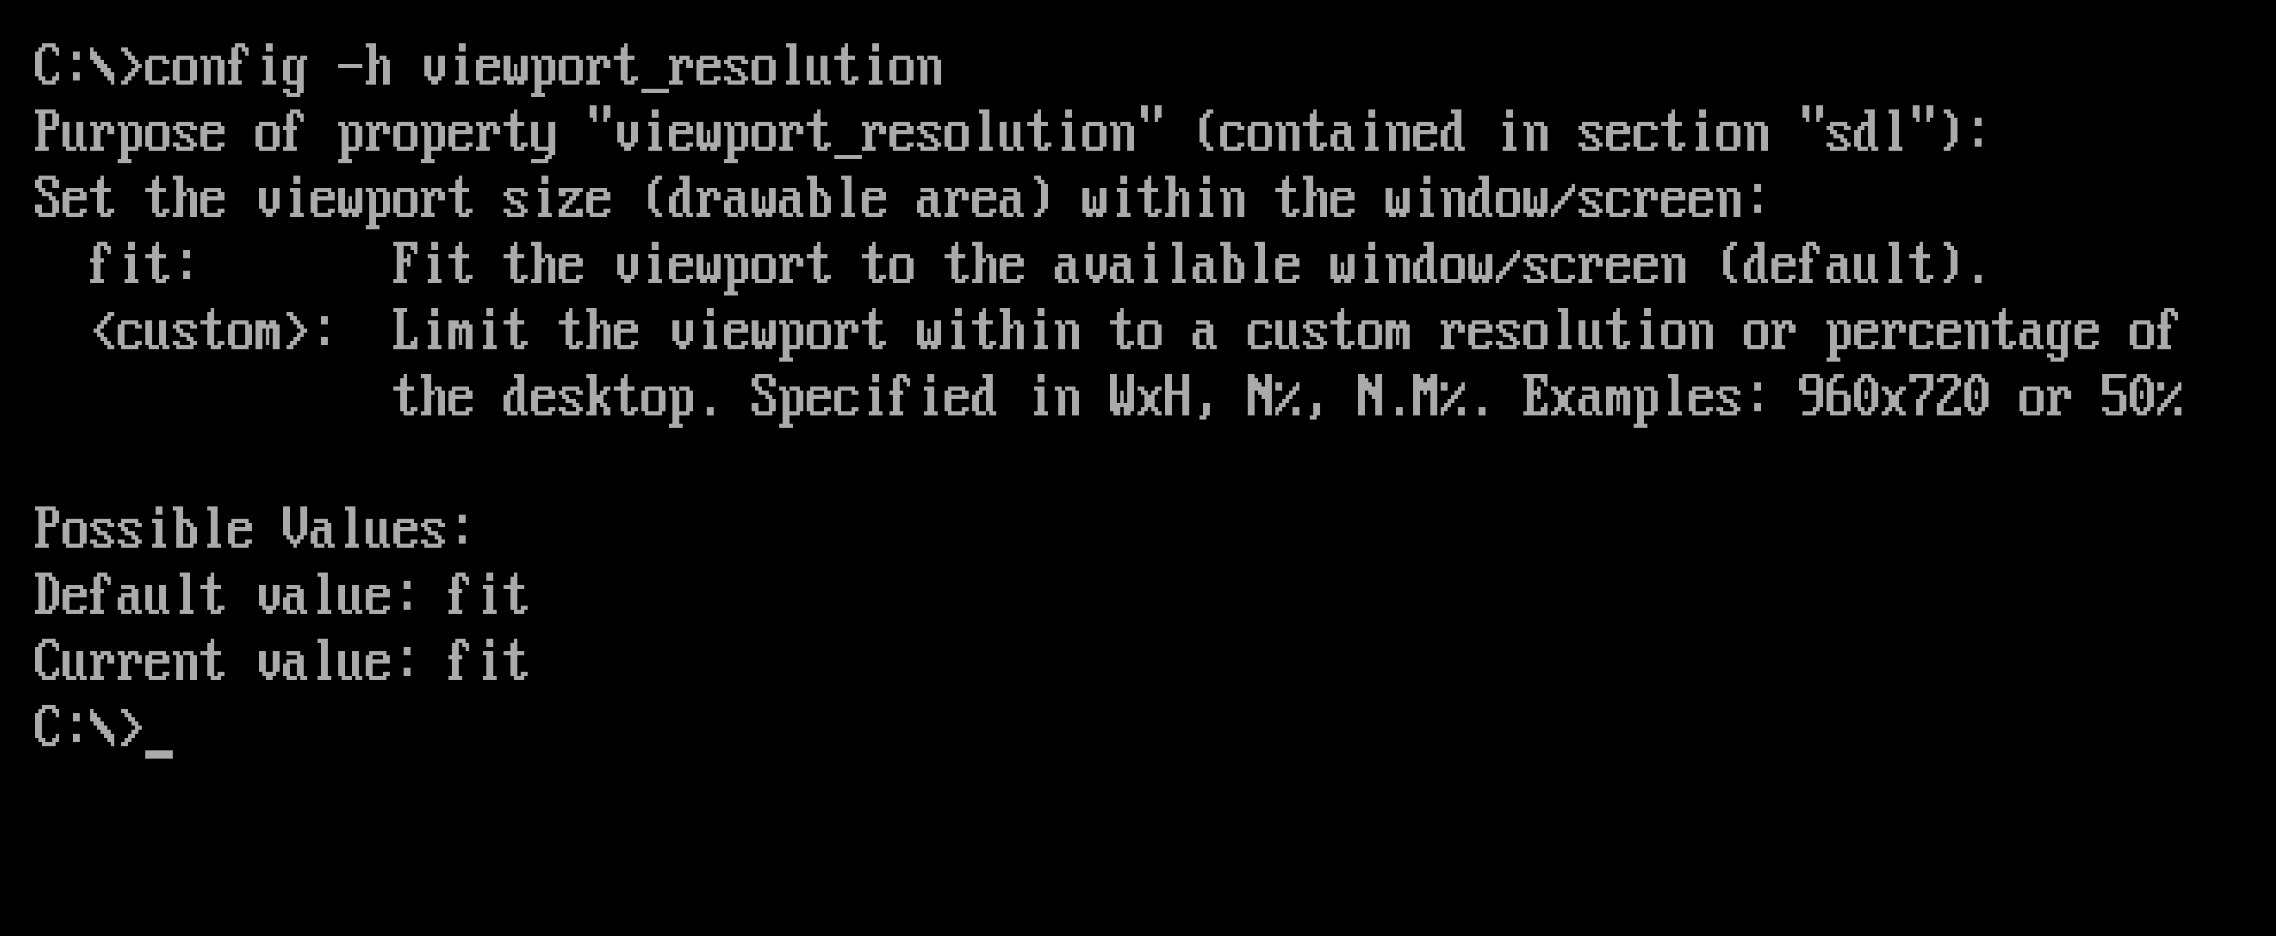 C:\>config -h viewport_resolution
Purpose of property "viewport_resolution" (contained in section "sdl"):
Set the viewport size (drawable area) within the window/screen:
  fit:       Fit the viewport to the available window/screen (default).
  <custom>:  Limit the viewport within to a custom resolution or percentage of
             the desktop. Specified in WxH, N%, N.M%. Examples: 960x720 or 50%

Possible Values:
Default value: fit
Current value: fit
C:\>_